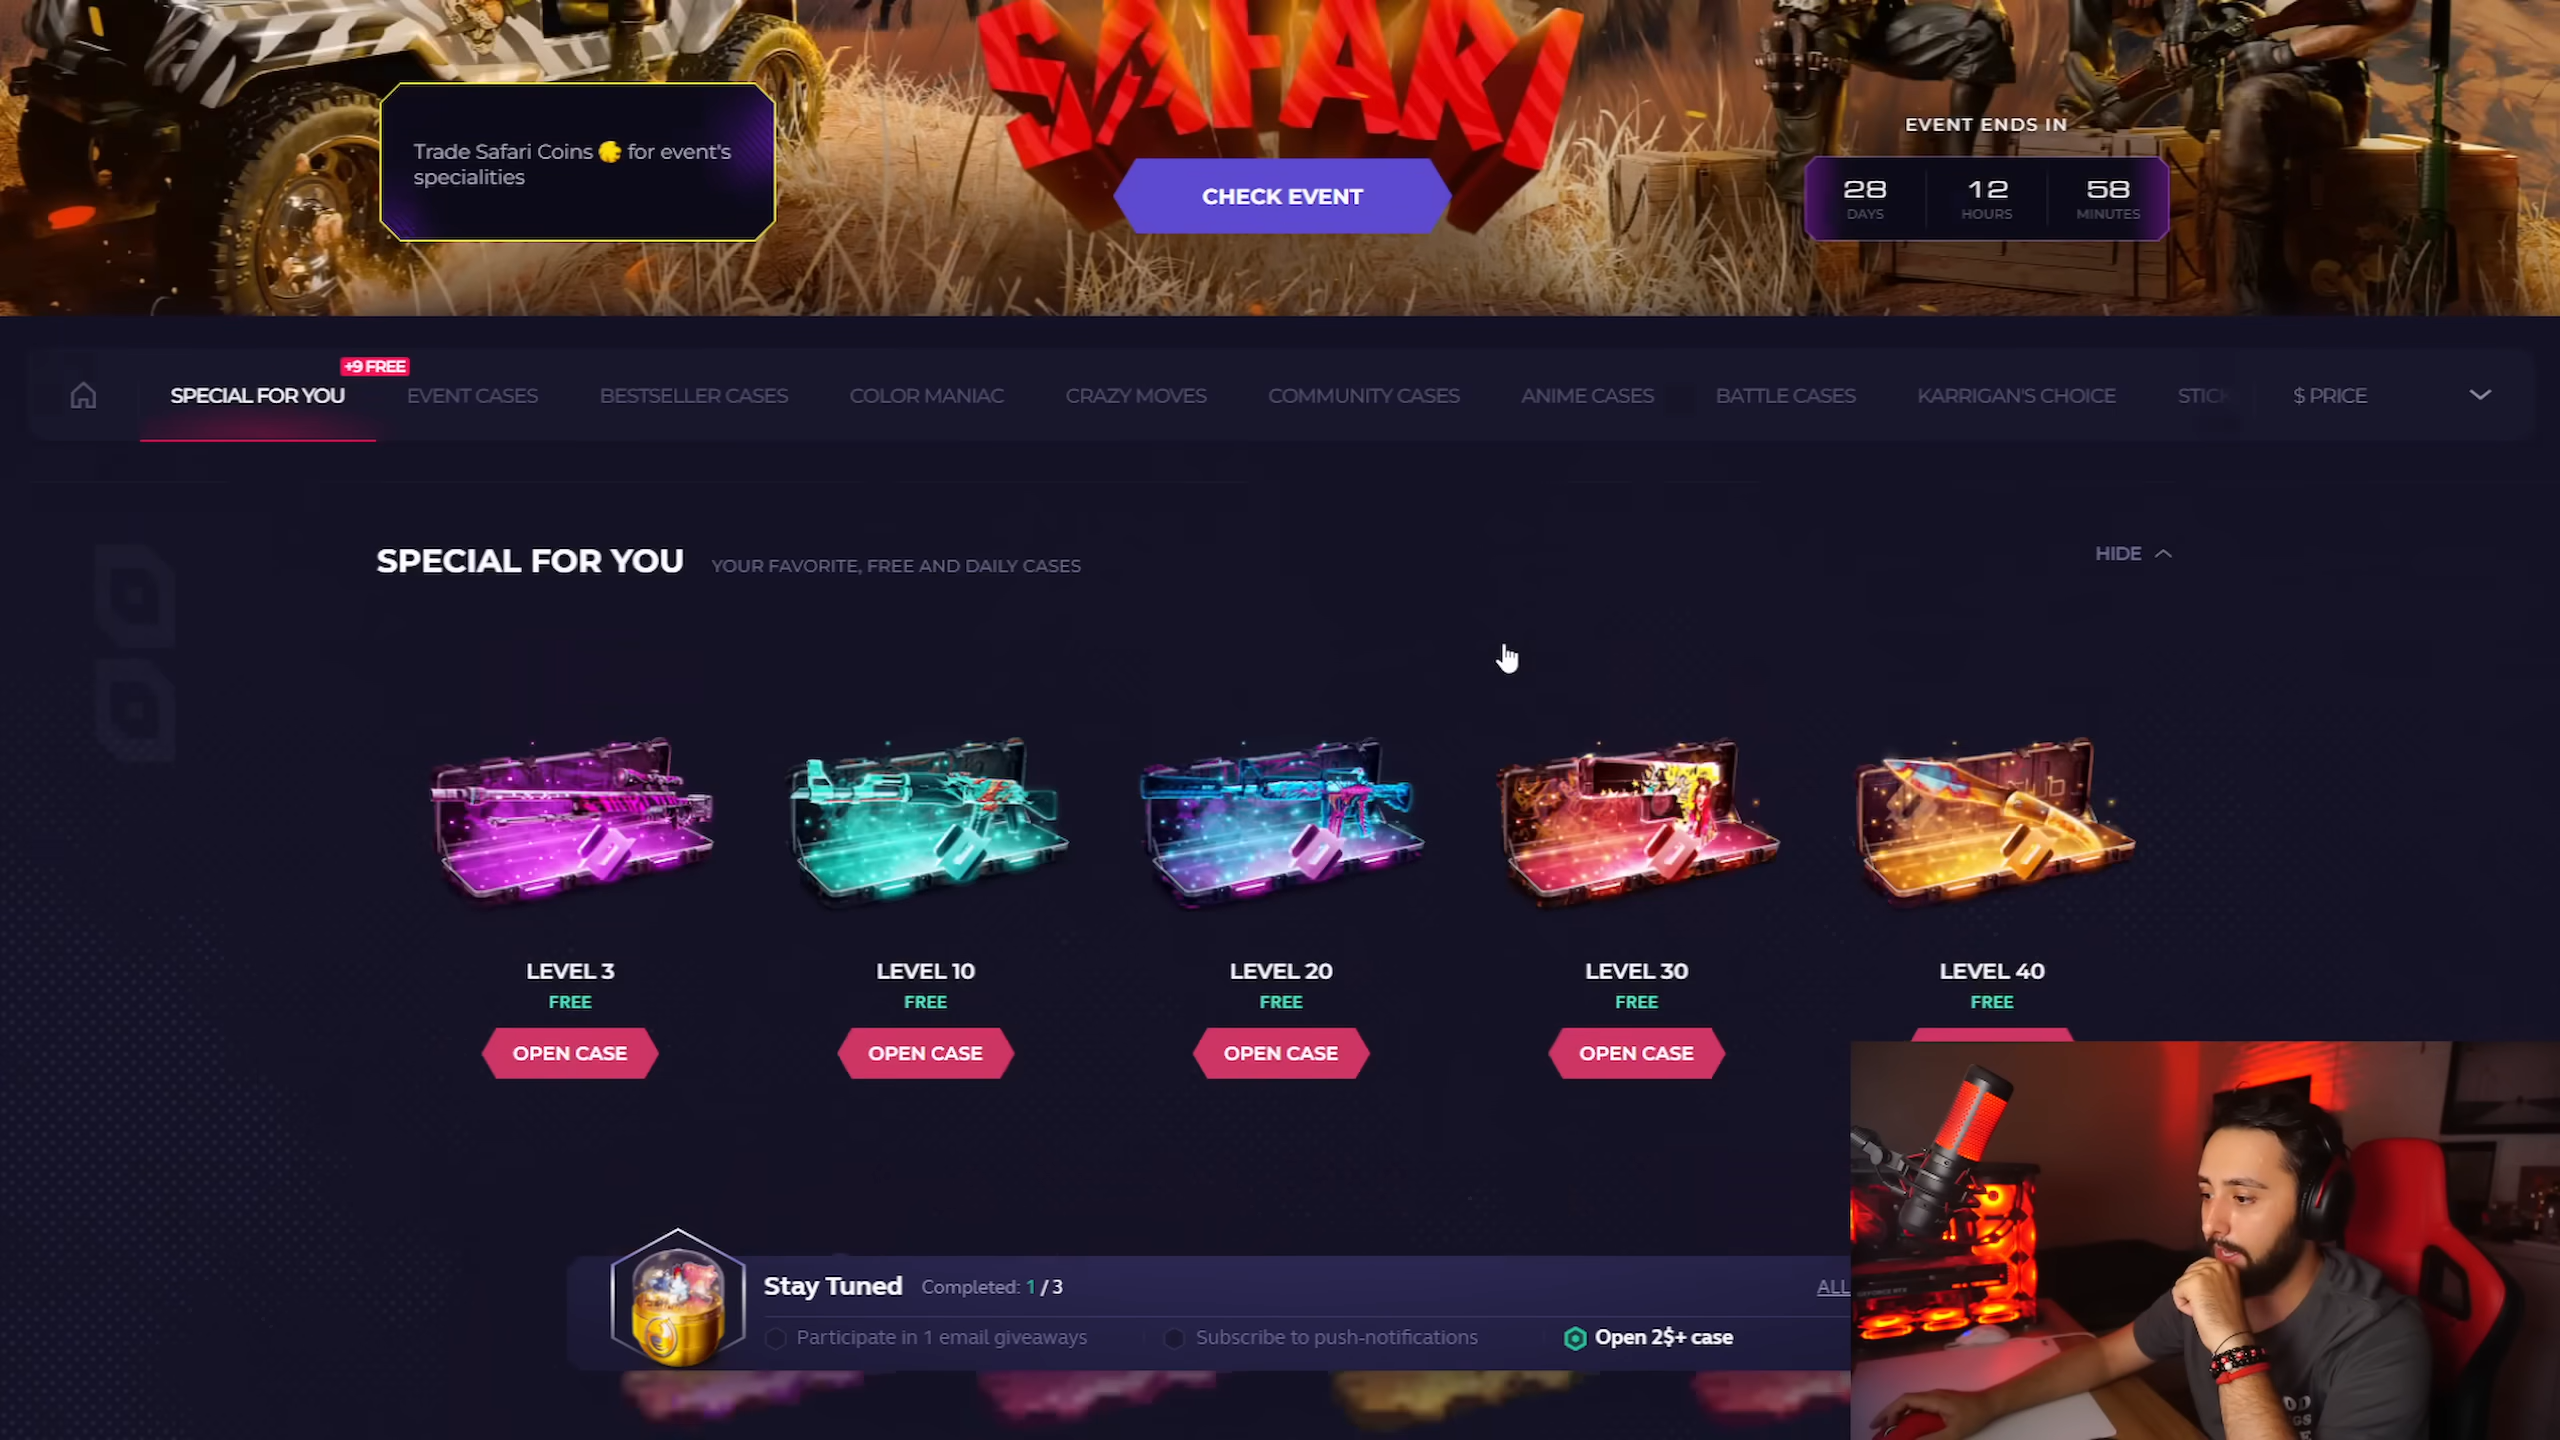 SAFARI
Trade Safari Coins for event's
specialities
CHECK EVENT
EVENT ENDS IN
28 12 58
DAYS HOURS MINUTES
+9 FREE
SPECIAL FOR YOU EVENT CASES BESTSELLER CASES COLOR MANIAC CRAZY MOVES COMMUNITY CASES ANIME CASES BATTLE CASES KARRIGAN'S CHOICE STICK $ PRICE
SPECIAL FOR YOU YOUR FAVORITE, FREE AND DAILY CASES HIDE
LEVEL 3 LEVEL 10 LEVEL 20 LEVEL 30 LEVEL 40
FREE FREE FREE FREE FREE
OPEN CASE OPEN CASE OPEN CASE OPEN CASE
Stay Tuned Completed: 1 / 3 ALL
Participate in 1 email giveaways Subscribe to push-notifications Open 2$+ case